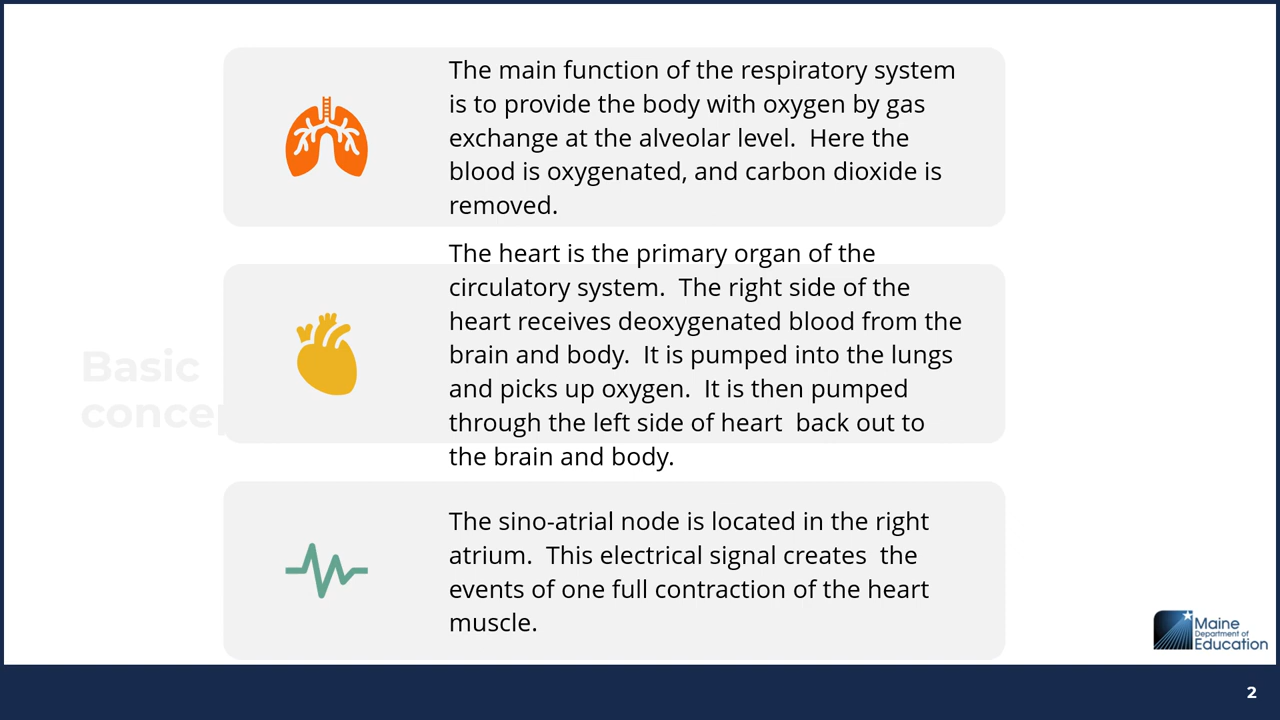 The main function of the respiratory system
is to provide the body with oxygen by gas
exchange at the alveolar level.  Here the
blood is oxygenated, and carbon dioxide is
removed.
The heart is the primary organ of the
circulatory system.  The right side of the
heart receives deoxygenated blood from the
brain and body.  It is pumped into the lungs
and picks up oxygen.  It is then pumped
through the left side of heart  back out to
the brain and body.
Basic
The sino-atrial node is located in the right
atrium.  This electrical signal creates  the
events of one full contraction of the heart
muscle.
Maine
Department of
Education
2